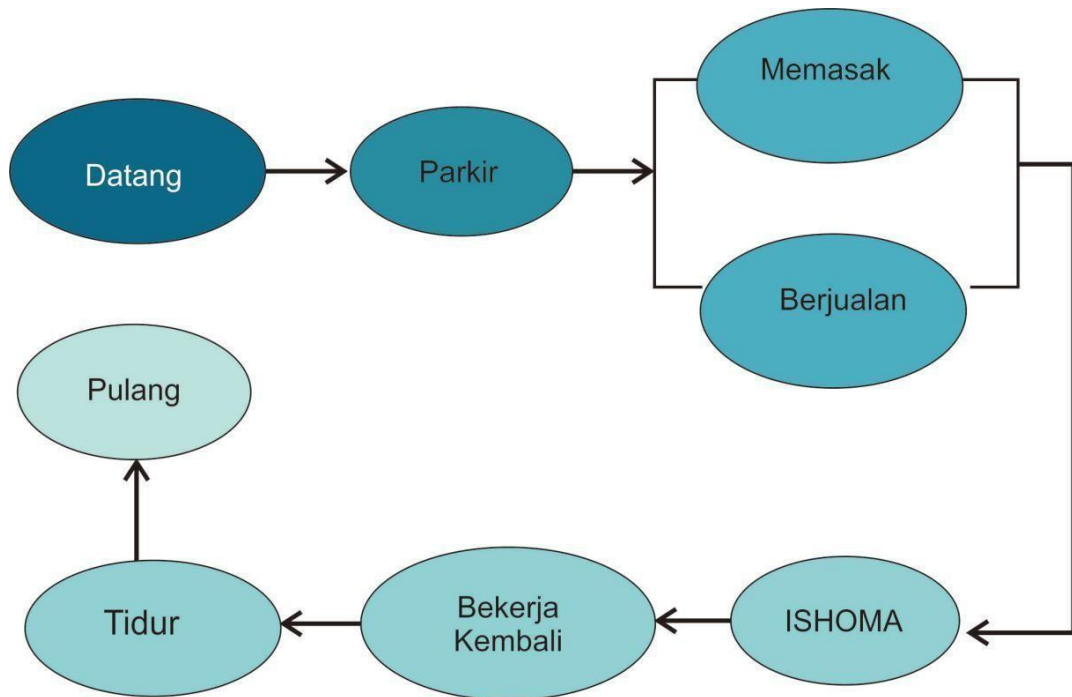 Datang
Parkir
Memasak
Berjualan
ISHOMA
Bekerja
Kembali
Tidur
Pulang